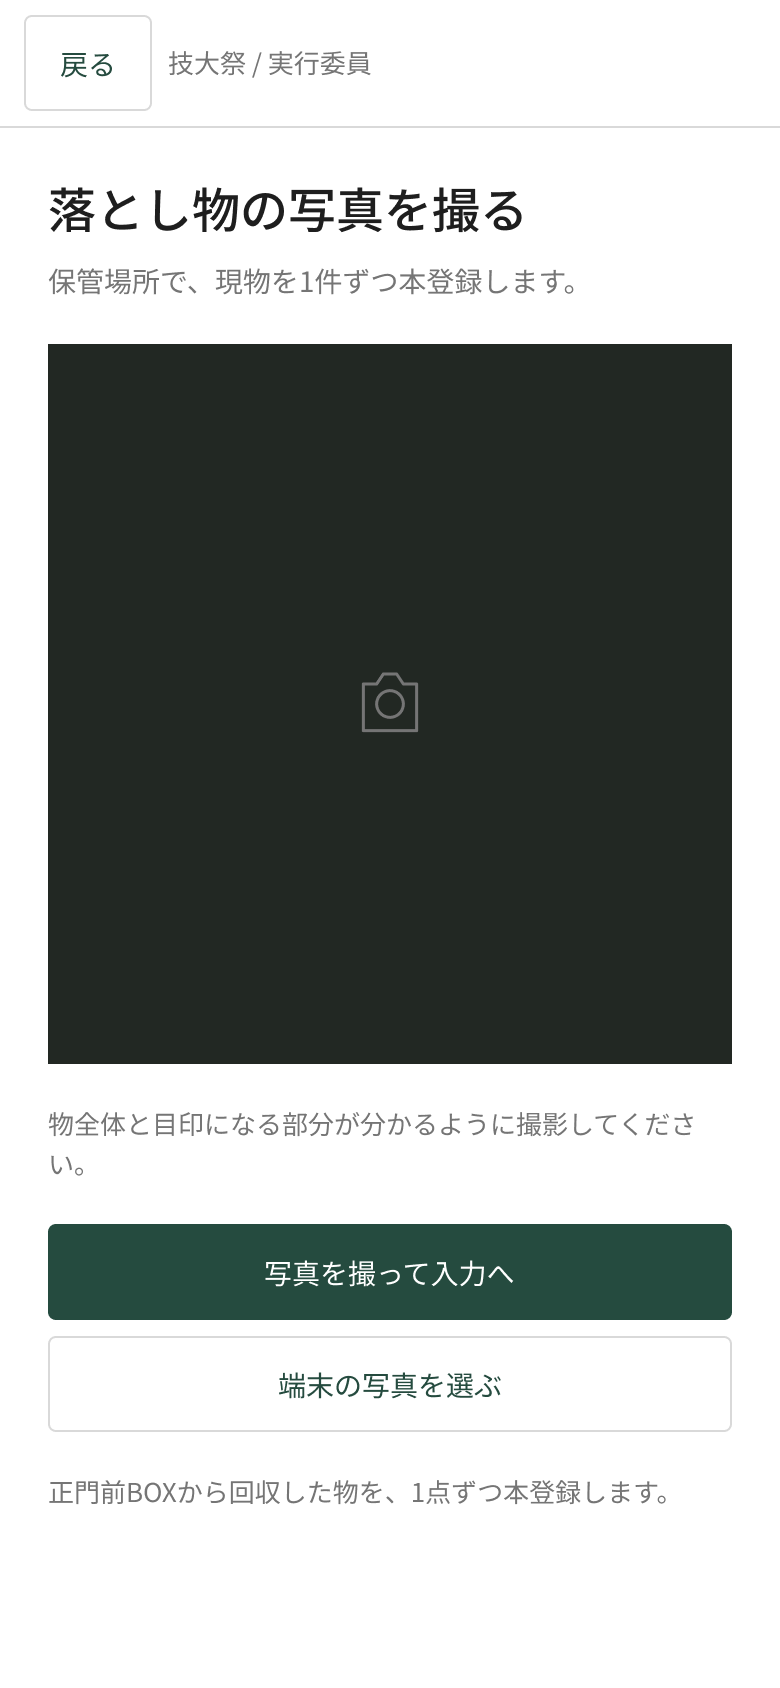 戻る
技大祭 / 実行委員
落とし物の写真を撮る
保管場所で、現物を1件ずつ本登録します。
物全体と目印になる部分が分かるように撮影してくださ
い。
写真を撮って入力へ
端末の写真を選ぶ
正門前BOXから回収した物を、1点ずつ本登録します。